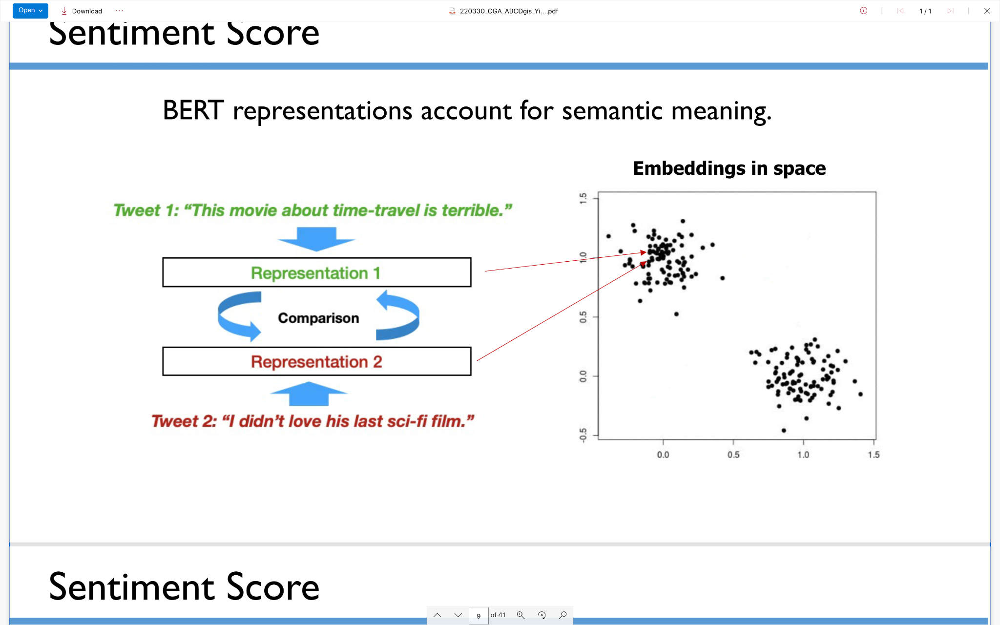 Open
Download
220330_CGA_ABCDgis_Yi....pdf
1 / 1
Sentiment Score
BERT representations account for semantic meaning.
Embeddings in space
Tweet 1: “This movie about time-travel is terrible.”
Representation 1
Comparison
Representation 2
Tweet 2: “I didn’t love his last sci-fi film.”
1.5
1.0
0.5
0.0
-0.5
0.0 0.5 1.0 1.5
Sentiment Score
9 of 41